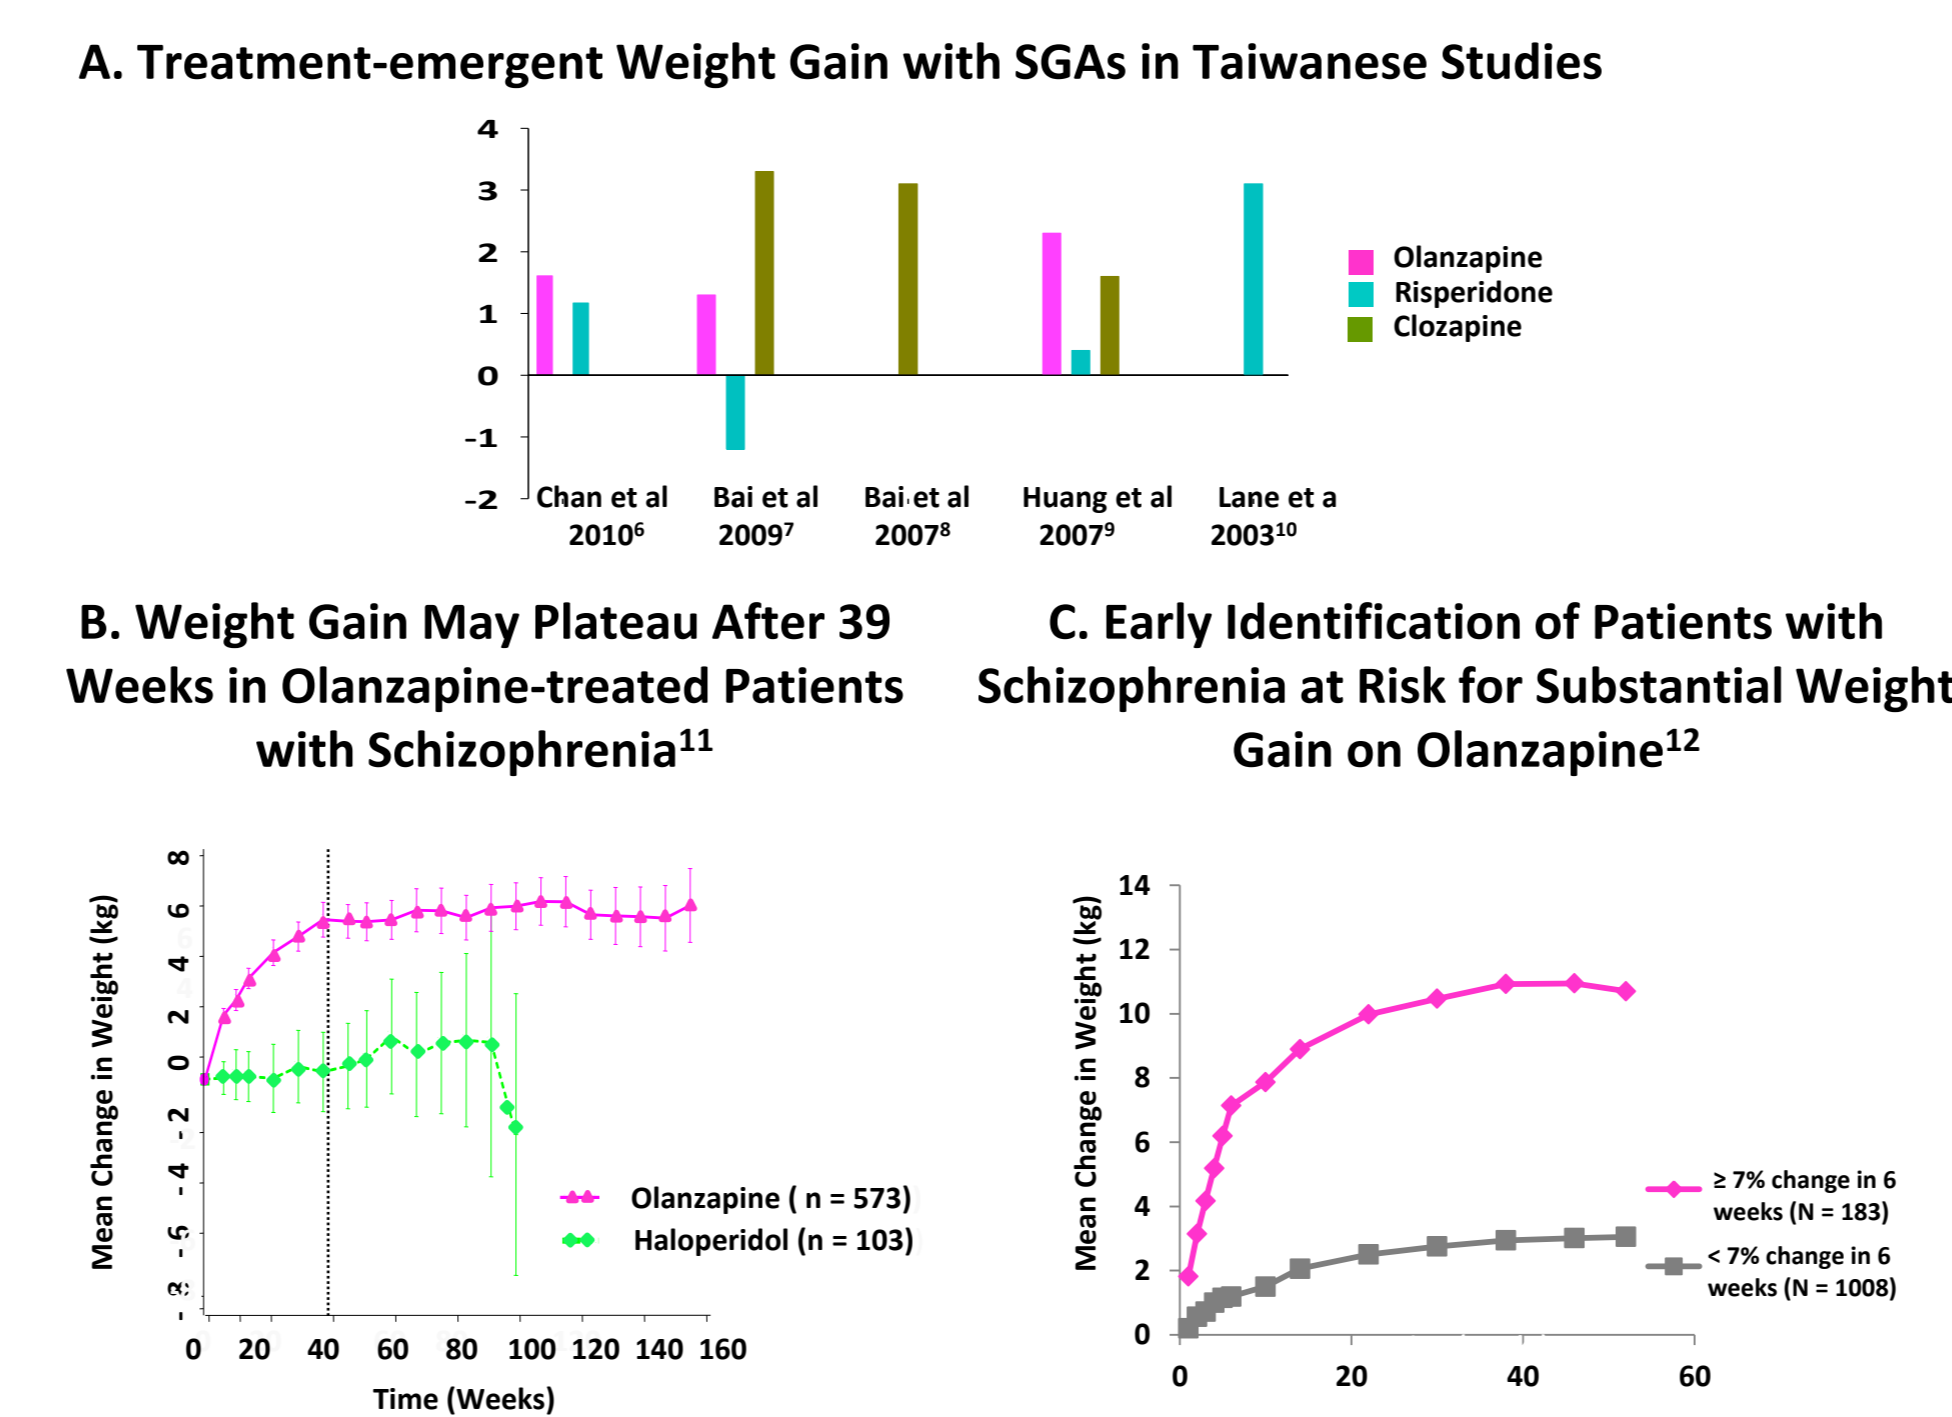 A. Treatment-emergent Weight Gain with SGAs in Taiwanese Studies
4
3
2
1
0
-1
-2
Olanzapine
Risperidone
Clozapine
Chan et al
2010⁶
Bai et al
2009⁷
Bai et al
2007⁸
Huang et al
2007⁹
Lane et a
2003¹⁰
B. Weight Gain May Plateau After 39
Weeks in Olanzapine-treated Patients
with Schizophrenia¹¹
Mean Change in Weight (kg)
8
6
4
2
0
-2
-4
-6
-8
Olanzapine ( n = 573)
Haloperidol (n = 103)
0 20 40 60 80 100 120 140 160
Time (Weeks)
C. Early Identification of Patients with
Schizophrenia at Risk for Substantial Weight
Gain on Olanzapine¹²
Mean Change in Weight (kg)
14
12
10
8
6
4
2
0
≥ 7% change in 6
weeks (N = 183)
< 7% change in 6
weeks (N = 1008)
0 20 40 60